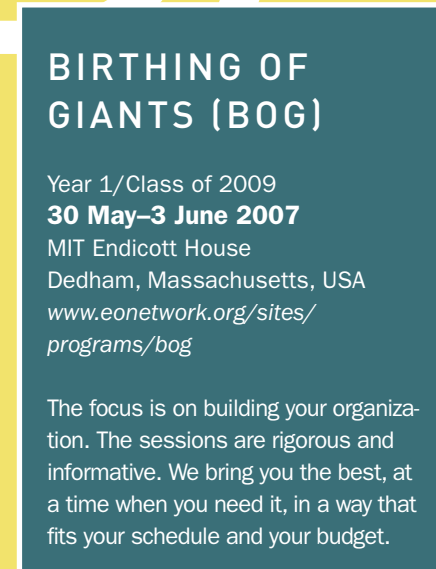 BIRTHING OF
GIANTS (BOG)
Year 1/Class of 2009
30 May–3 June 2007
MIT Endicott House
Dedham, Massachusetts, USA
www.eonetwork.org/sites/
programs/bog
The focus is on building your organiza-
tion. The sessions are rigorous and
informative. We bring you the best, at
a time when you need it, in a way that
fits your schedule and your budget.